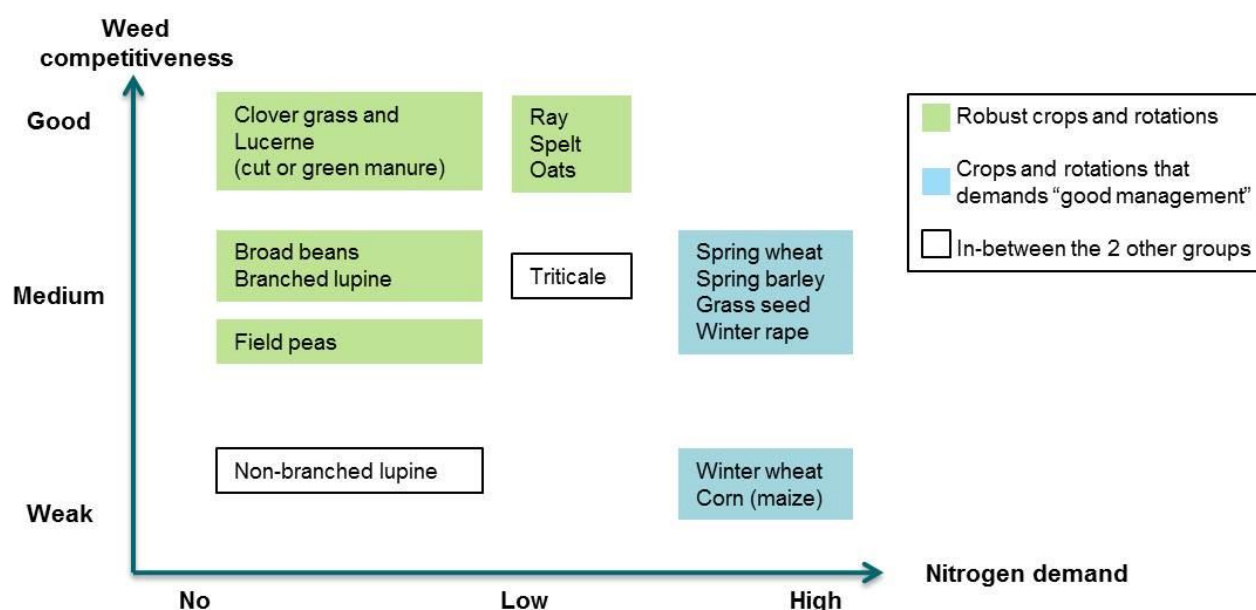 Weed
competitiveness
Good
Clover grass and
Lucerne
(cut or green manure)
Ray
Spelt
Oats
Robust crops and rotations
Crops and rotations that
demands “good management”
In-between the 2 other groups
Medium
Broad beans
Branched lupine
Triticale
Spring wheat
Spring barley
Grass seed
Winter rape
Field peas
Weak
Non-branched lupine
Winter wheat
Corn (maize)
Nitrogen demand
No
Low
High